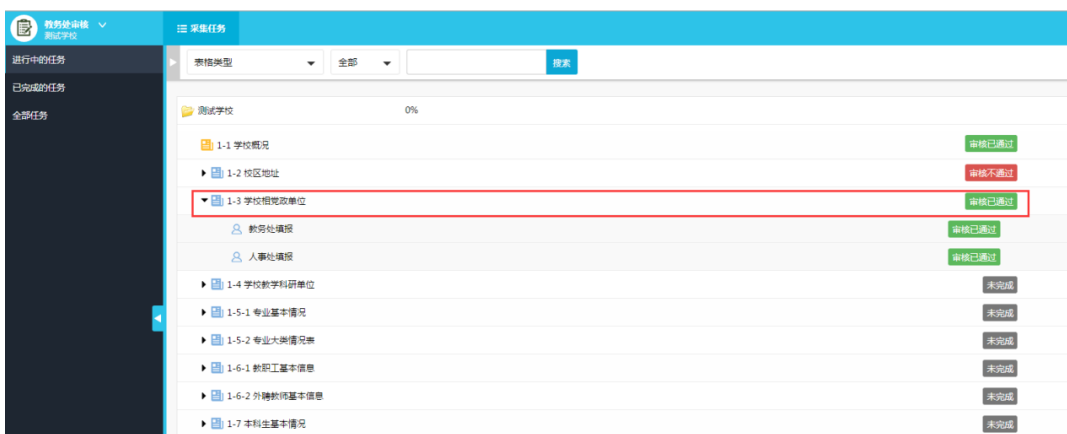 教务处审核
测试学校
采集任务
进行中的任务
已完成的任务
全部任务
表格类型 全部 搜索
测试学校 0%
1-1 学校概况 审核已通过
1-2 校区地址 审核不通过
1-3 学校相党政单位 审核已通过
教务处填报 审核已通过
人事处填报 审核已通过
1-4 学校教学科研单位 未完成
1-5-1 专业基本情况 未完成
1-5-2 专业大类情况表 未完成
1-6-1 教职工基本信息 未完成
1-6-2 外聘教师基本信息 未完成
1-7 本科生基本情况 未完成